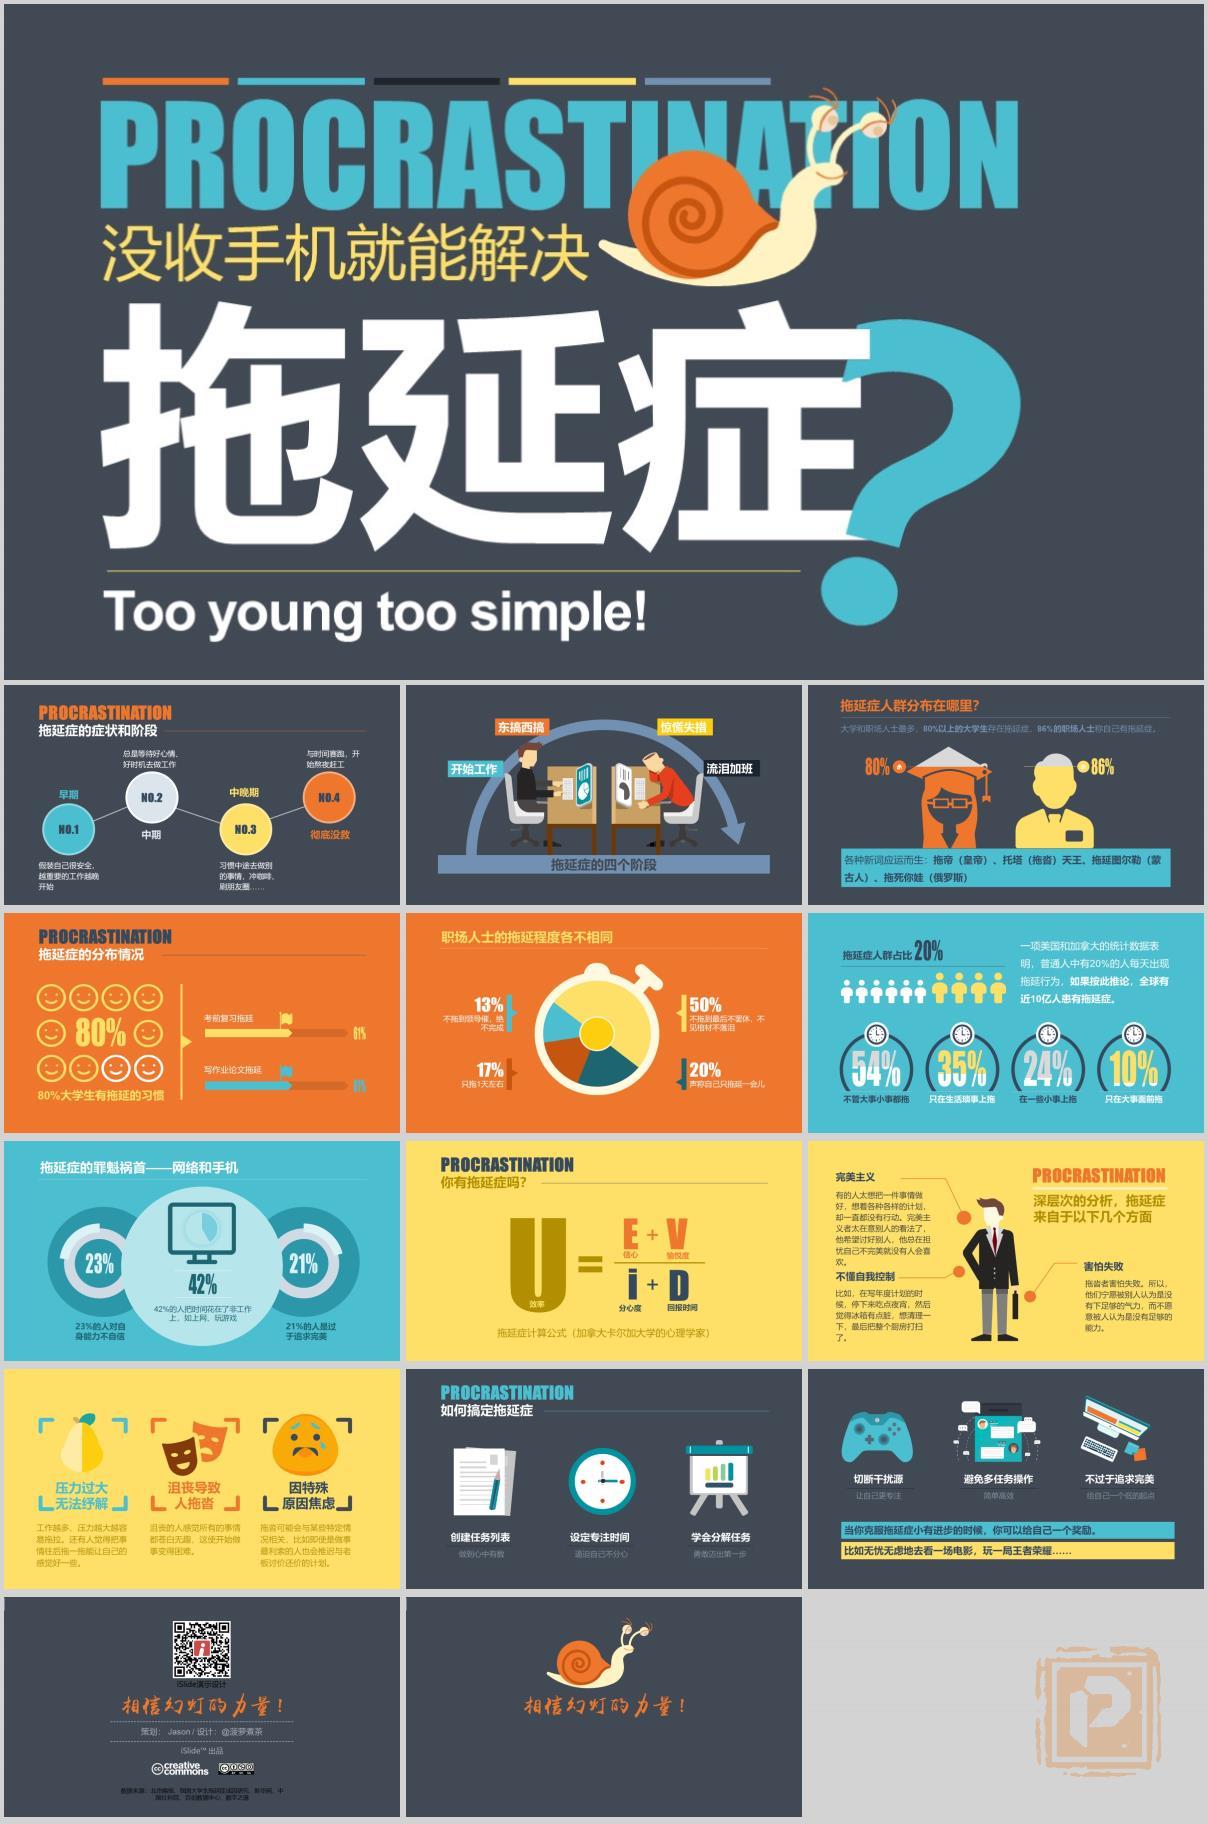 PROCRASTINATION
没收手机就能解决
拖延症?
Too young too simple!
PROCRASTINATION
拖延症的症状和阶段
总是等待好心情、
好时机去做工作
与时间赛跑，开
始熬夜赶工
早期
NO.1
NO.2
中晚期
NO.3
NO.4
中期
彻底没救
假装自己很安全，
越重要的工作越晚
开始
习惯中途去做别
的事情，冲咖啡、
刷朋友圈……
东搞西搞
惊慌失措
开始工作
流泪加班
拖延症的四个阶段
拖延症人群分布在哪里?
大学和职场人士最多，80%以上的大学生存在拖延症，86%的职场人士称自己有拖延症。
80%
86%
各种新词应运而生：拖帝（皇帝）、托塔（拖沓）天王、拖延图尔勒（蒙
古人）、拖死你娃（俄罗斯）
PROCRASTINATION
拖延症的分布情况
80%
考前复习拖延
61%
写作业论文拖延
80%大学生有拖延的习惯
职场人士的拖延程度各不相同
13%
不拖到领导催，绝
不完成
50%
不拖到最后不罢休，不
见棺材不落泪
17%
只拖1天左右
20%
声称自己只拖延一会儿
拖延症人群占比20%
一项美国和加拿大的统计数据表
明，普通人中有20%的人每天出现
拖延行为，如果按此推论，全球有
近10亿人患有拖延症。
54%
35%
24%
10%
不管大事小事都拖
只在生活琐事上拖
在一些小事上拖
只在大事面前拖
拖延症的罪魁祸首——网络和手机
23%
42%
21%
42%的人把时间花在了非工作
上，如上网、玩游戏
23%的人对自
身能力不自信
21%的人是过
于追求完美
PROCRASTINATION
你有拖延症吗?
U
效率
=
E + V
信心
愉悦度
i + D
分心度
回报时间
拖延症计算公式（加拿大卡尔加大学的心理学家）
完美主义
有的人太想把一件事情做
好，想着各种各样的计划，
却一直都没有行动。完美主
义者太在意别人的看法了，
他希望讨好别人，他总在担
忧自己不完美就没有人会喜
欢。
不懂自我控制
比如，在写年度计划的时
候，停下来吃点夜宵，然后
觉得冰箱有点脏，想清理一
下，最后把整个厨房打扫
了。
PROCRASTINATION
深层次的分析，拖延症
来自于以下几个方面
害怕失败
拖沓者害怕失败。所以，
他们宁愿被别人认为是没
有下足够的气力，而不愿
意被人认为是没有足够的
能力。
压力过大
无法纾解
沮丧导致
人拖沓
因特殊
原因焦虑
工作越多，压力越大越容
易拖拉。还有人觉得把事
情往后拖一拖能让自己的
感觉好一些。
沮丧的人感觉所有的事情
都苍白无趣，这使开始做
事变得困难。
拖沓可能会与某些特定情
况相关，比如即使是做事
最利索的人也会推迟与老
板讨价还价的计划。
PROCRASTINATION
如何搞定拖延症
创建任务列表
做到心中有数
设定专注时间
逼迫自己不分心
学会分解任务
勇敢迈出第一步
切断干扰源
让自己更专注
避免多任务操作
简单高效
不过于追求完美
给自己一个低的起点
当你克服拖延症小有进步的时候，你可以给自己一个奖励。
比如无忧无虑地去看一场电影，玩一局王者荣耀……
iSlide演示设计
相信幻灯的力量！
策划： Jason / 设计：@菠萝煮茶
iSlide™ 出品
creative
commons
相信幻灯的力量！